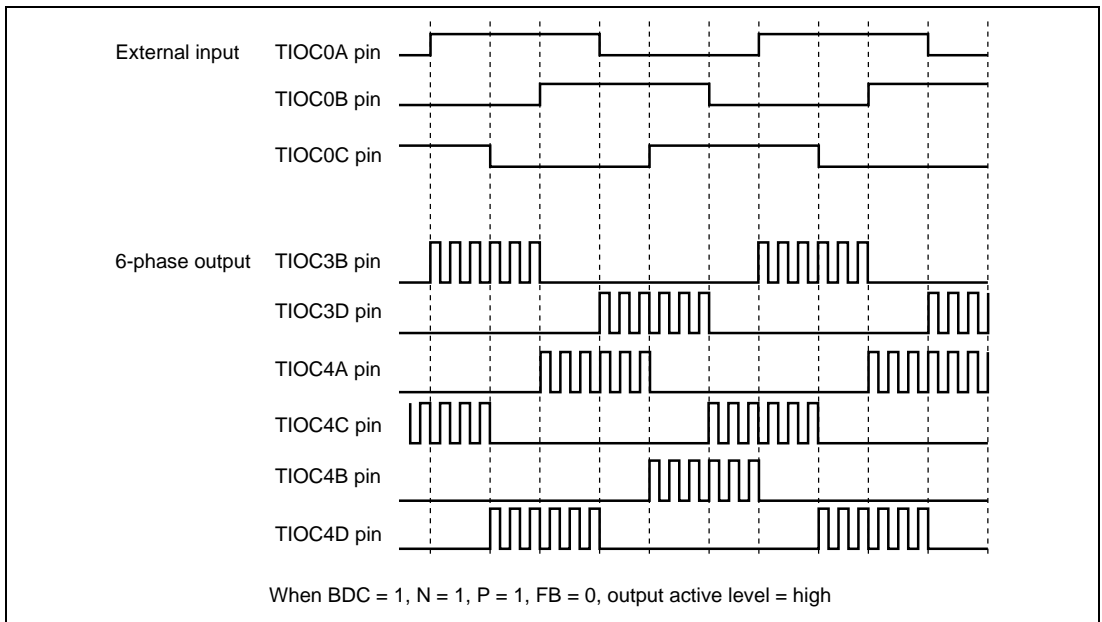 External input TIOC0A pin
TIOC0B pin
TIOC0C pin
6-phase output TIOC3B pin
TIOC3D pin
TIOC4A pin
TIOC4C pin
TIOC4B pin
TIOC4D pin
When BDC = 1, N = 1, P = 1, FB = 0, output active level = high